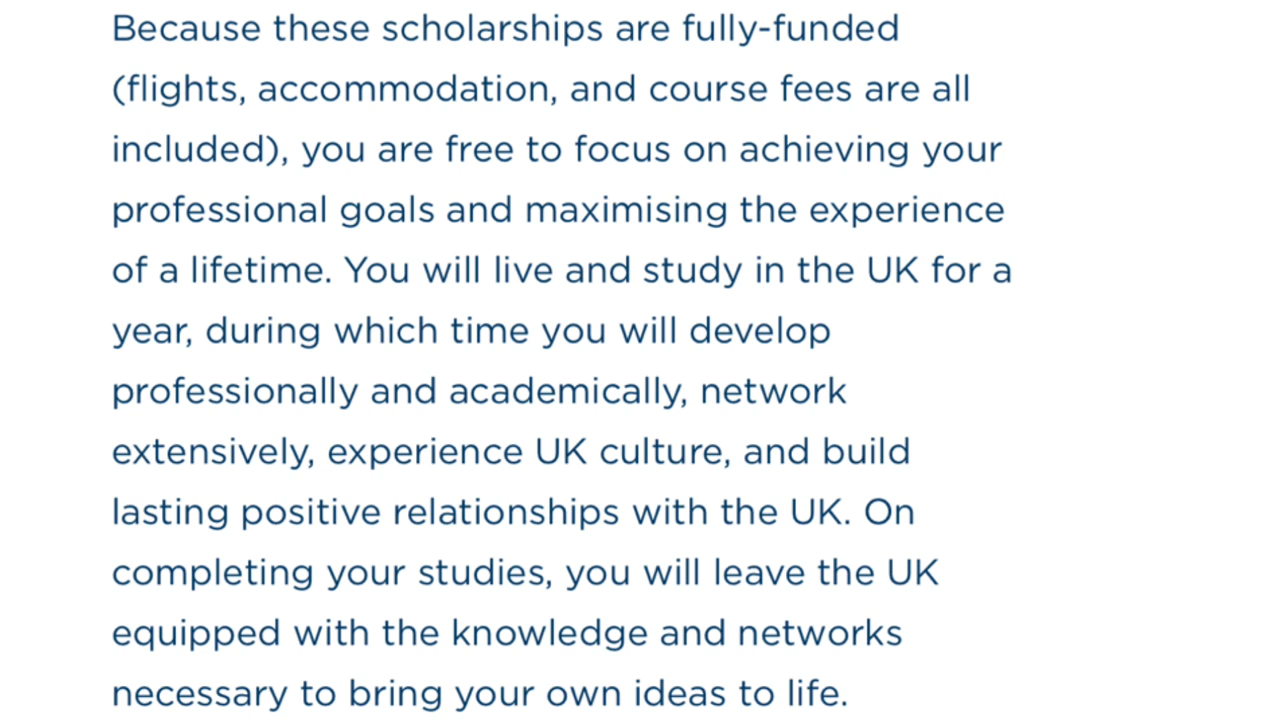 Because these scholarships are fully-funded
(flights, accommodation, and course fees are all
included), you are free to focus on achieving your
professional goals and maximising the experience
of a lifetime. You will live and study in the UK for a
year, during which time you will develop
professionally and academically, network
extensively, experience UK culture, and build
lasting positive relationships with the UK. On
completing your studies, you will leave the UK
equipped with the knowledge and networks
necessary to bring your own ideas to life.